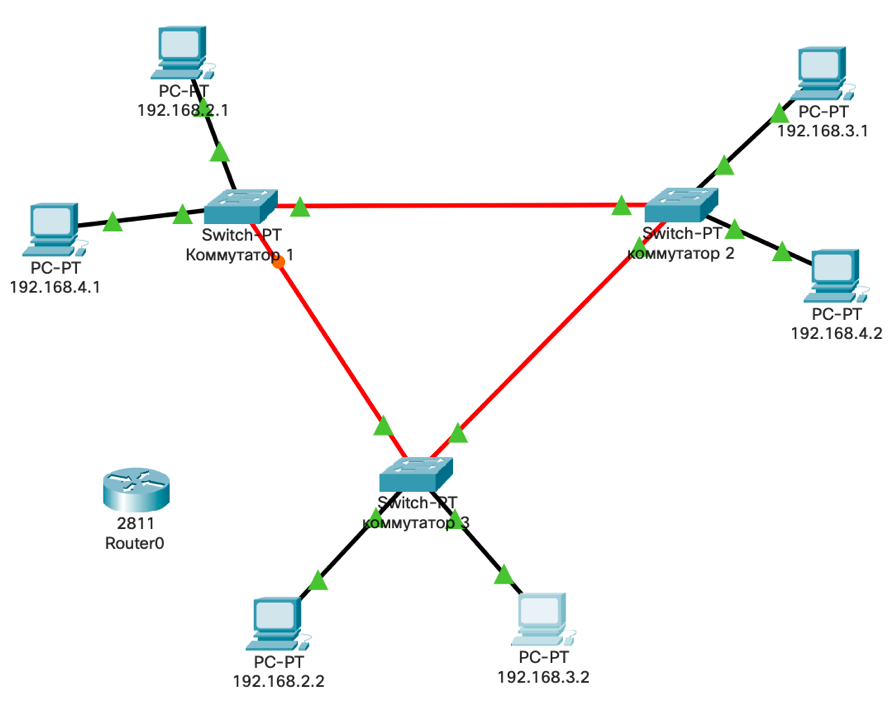 PC-PT
192.168.2.1
PC-PT
192.168.3.1
PC-PT
192.168.4.1
Switch-PT
Коммутатор 1
Switch-PT
коммутатор 2
PC-PT
192.168.4.2
2811
Router0
Switch-PT
коммутатор 3
PC-PT
192.168.2.2
PC-PT
192.168.3.2